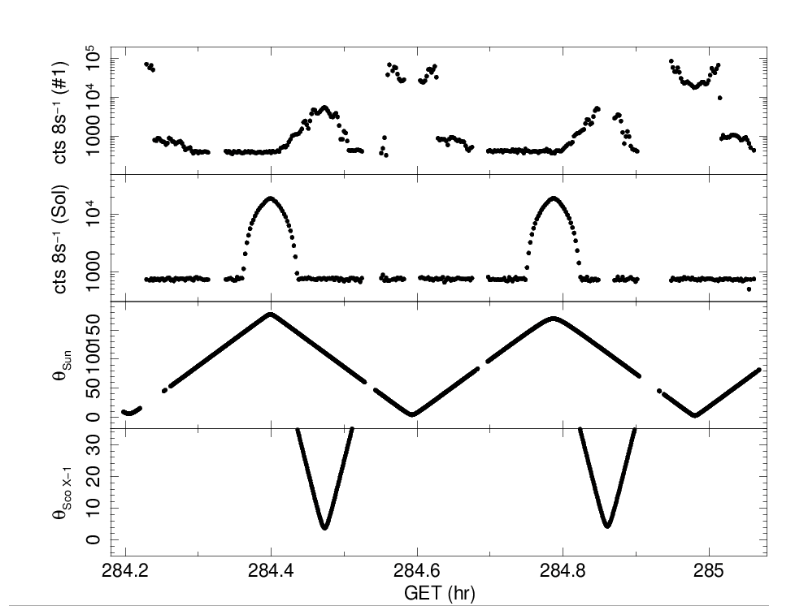 cts 8s⁻¹ (#1)
10⁵
10⁴
1000
cts 8s⁻¹ (Sol)
10⁴
1000
θSun
150
100
50
0
θSco X−1
30
20
10
0
284.2 284.4 284.6 284.8 285
GET (hr)